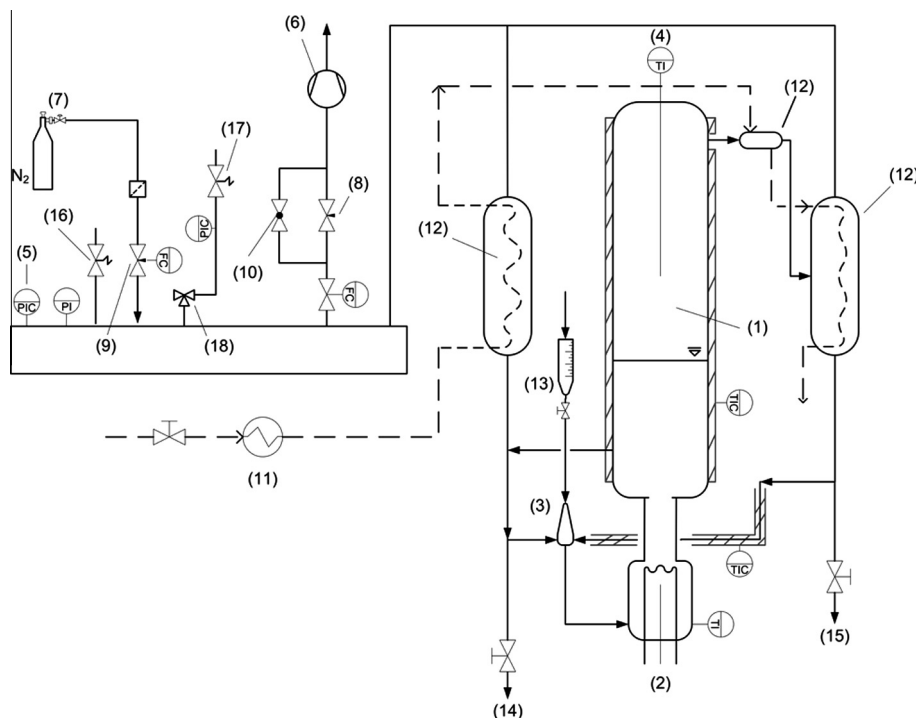 (6)
(4)
TI
(7)
(12)
(17)
N2
(8)
(12)
(16)
PIC
(12)
(5)
(10)
FC
(1)
PIC
PI
FC
(9)
(18)
(13)
TIC
(11)
(3)
TIC
TI
(15)
(2)
(14)